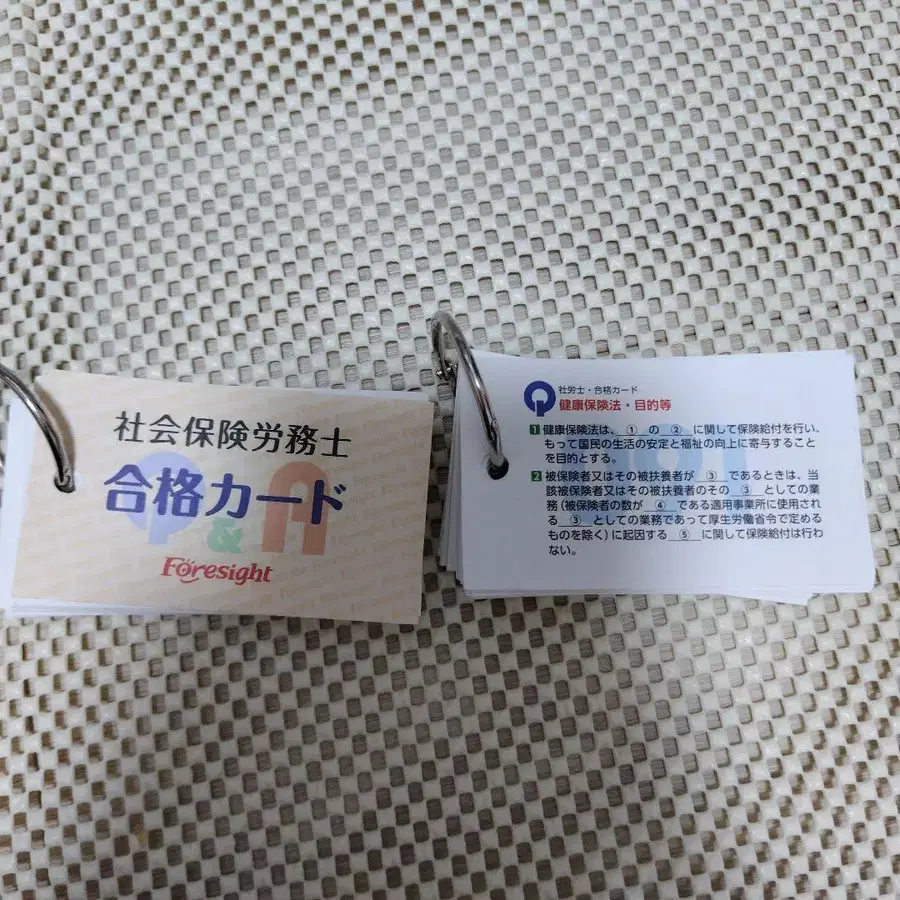 社会保険労務士
合格カード
Q&A
Foresight
Q
社労士・合格カード
健康保険法・目的等
1 健康保険法は、 ① の ② に関して保険給付を行い、
もって国民の生活の安定と福祉の向上に寄与すること
を目的とする。
2 被保険者又はその被扶養者が ③ であるときは、当
該被保険者又はその被扶養者のその ③ としての業
務(被保険者の数が ④ である適用事業所に使用され
る ③ としての業務であって厚生労働省令で定める
ものを除く)に起因する ⑤ に関して保険給付は行わ
ない。